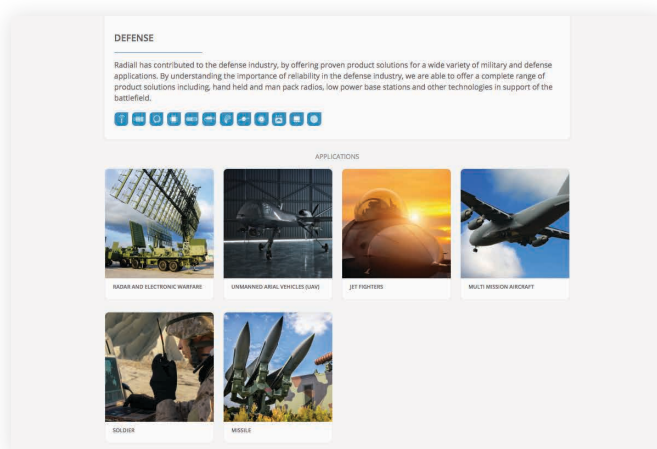 DEFENSE
Radiall has contributed to the defense industry, by offering proven product solutions for a wide variety of military and defense
applications. By understanding the importance of reliability in the defense industry, we are able to offer a complete range of
product solutions including, hand held and man pack radios, low power base stations and other technologies in support of the
battlefield.
APPLICATIONS
RADAR AND ELECTRONIC WARFARE
UNMANNED ARIAL VEHICLES (UAV)
JET FIGHTERS
MULTI MISSION AIRCRAFT
SOLDIER
MISSILE